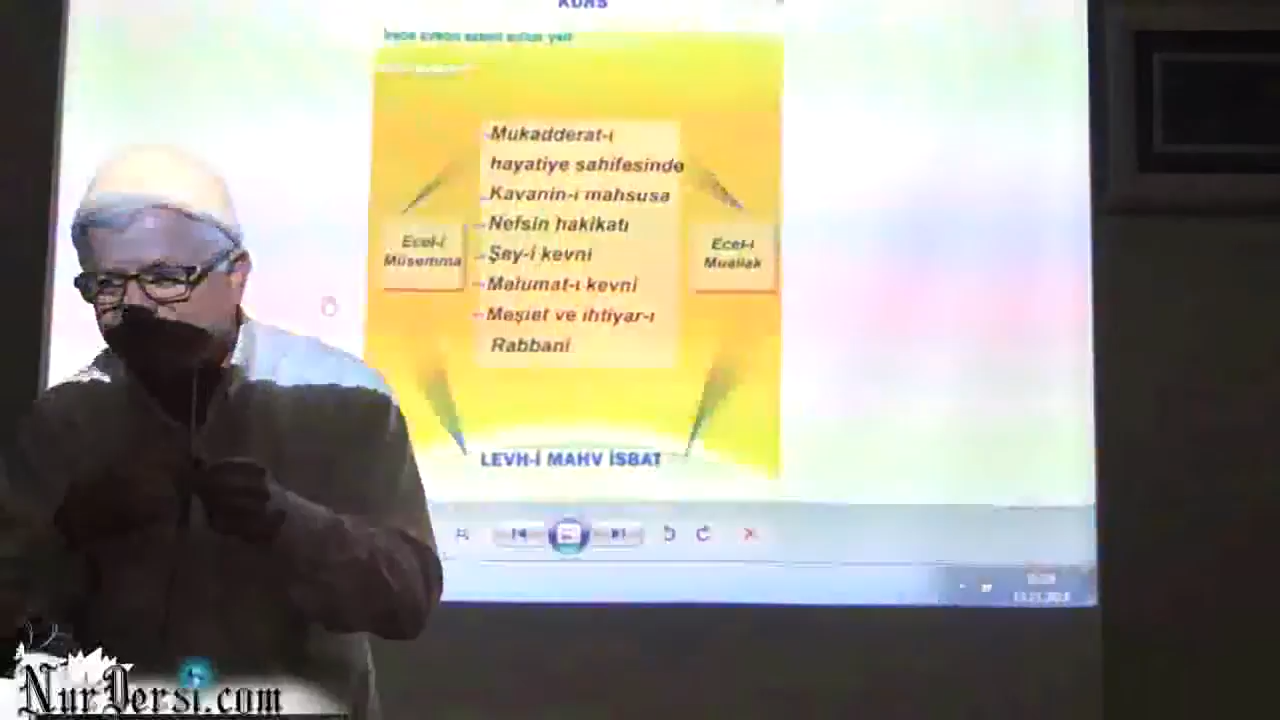 KURS
Mukadderat-ı
hayatiye sahifesinde
Kavanin-i mahsusa
Nefsin hakikatı
Şey-i kevni
Malumat-ı kevni
Meşiet ve ihtiyar-ı
Rabbani
Ecel-i
Müsemma
Ecel-i
Muallak
LEVH-İ MAHV İSBAT
NurDersi.com